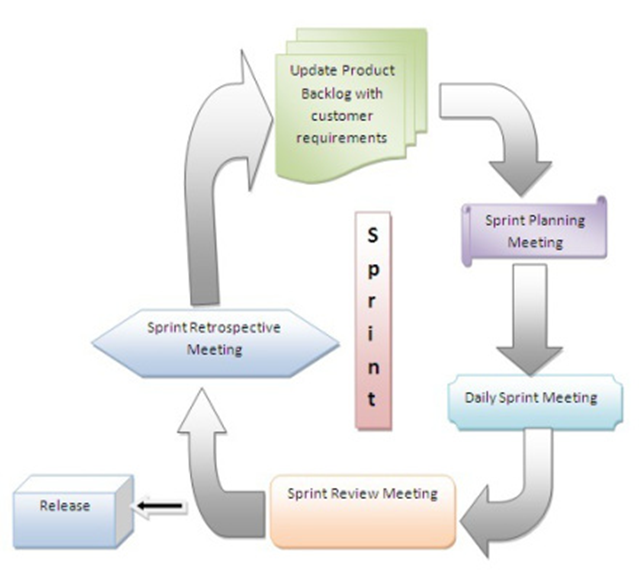 Update Product
Backlog with
customer
requirements
Sprint Planning
Meeting
Daily Sprint Meeting
Sprint Review Meeting
Release
Sprint Retrospective
Meeting
Sprint